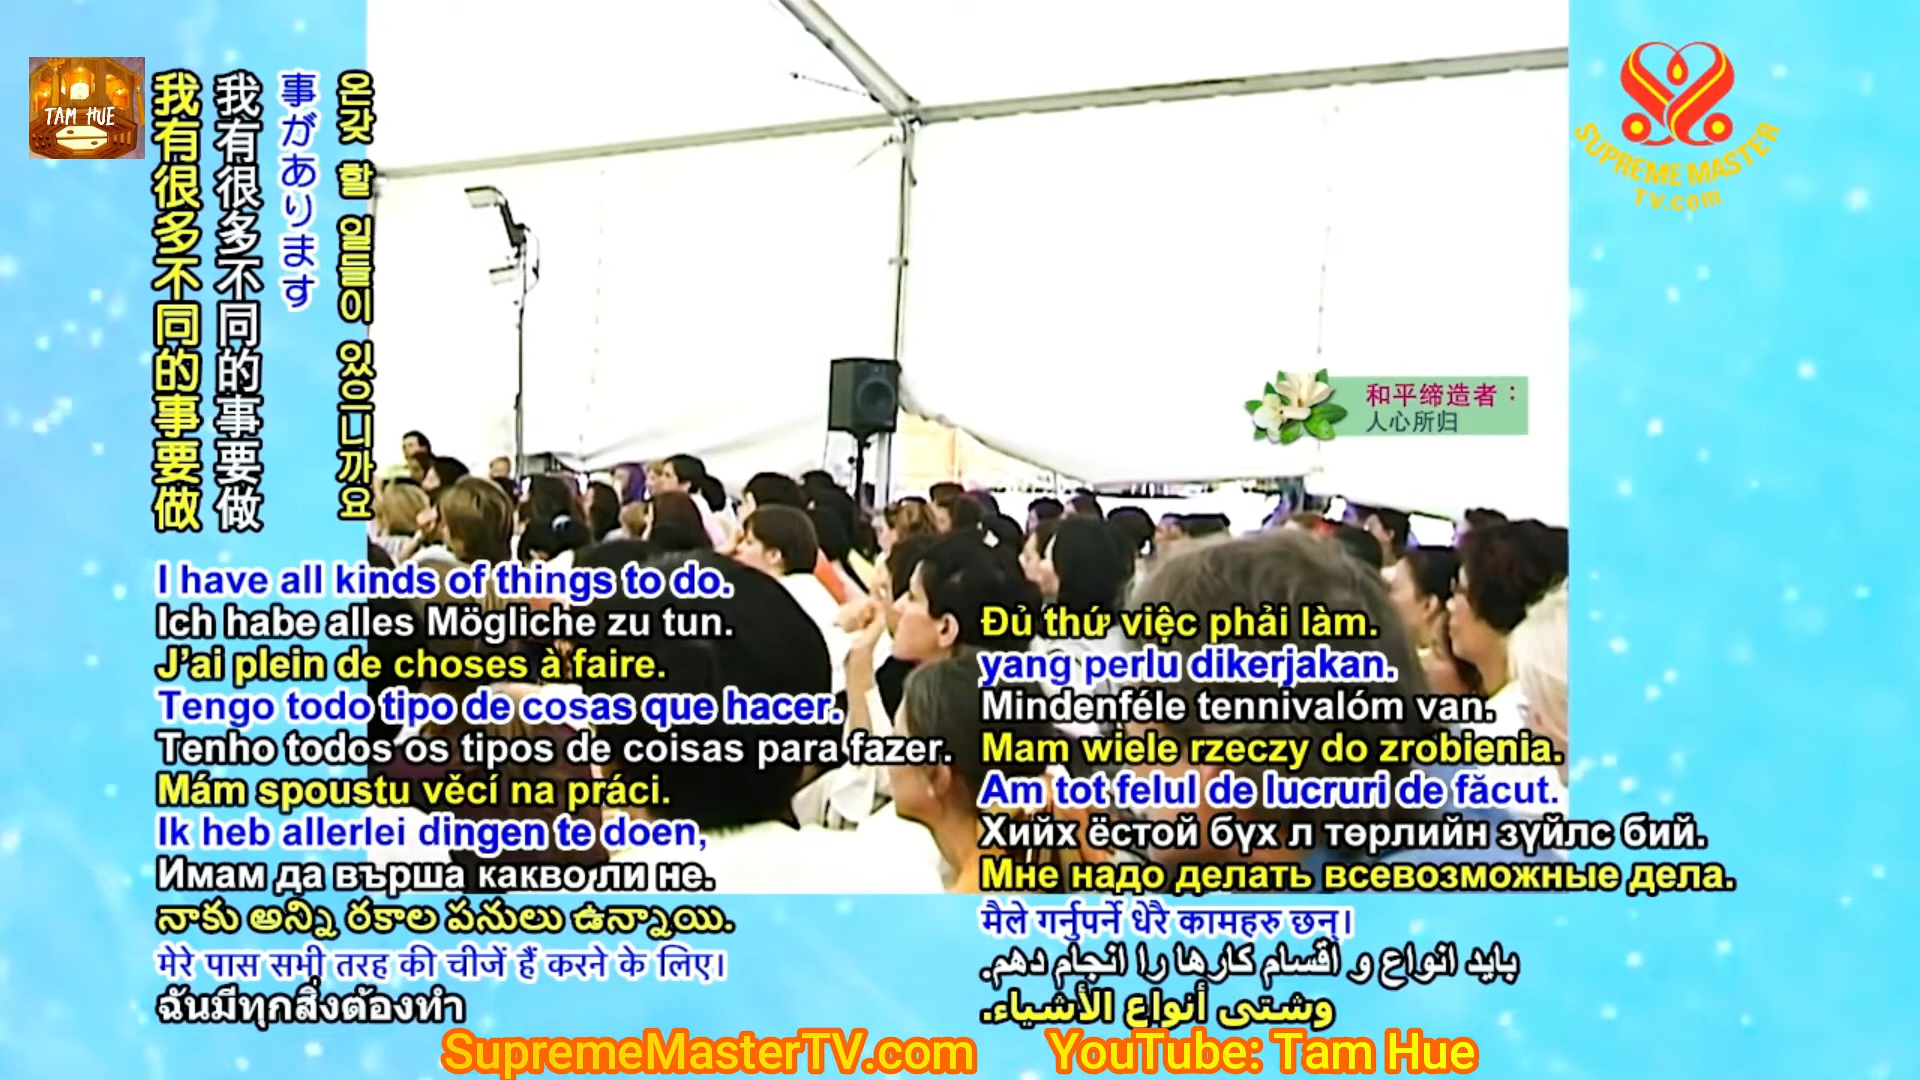 TAM HUE
我有很多不同的事要做
我有很多不同的事要做
事があります
온갖 할 일들이 있으니까요
SUPREME MASTER
TV.com
和平缔造者：
人心所归
I have all kinds of things to do.
Ich habe alles Mögliche zu tun.
J’ai plein de choses à faire.
Tengo todo tipo de cosas que hacer.
Tenho todos os tipos de coisas para fazer.
Mám spoustu věcí na práci.
Ik heb allerlei dingen te doen,
Имам да върша какво ли не.
నాకు అన్ని రకాల పనులు ఉన్నాయి.
मेरे पास सभी तरह की चीजें हैं करने के लिए।
ฉันมีทุกสิ่งต้องทำ
Đủ thứ việc phải làm.
yang perlu dikerjakan.
Mindenféle tennivalóm van.
Mam wiele rzeczy do zrobienia.
Am tot felul de lucruri de făcut.
Хийх ёстой бүх л төрлийн зүйлс бий.
Мне надо делать всевозможные дела.
मैले गर्नुपर्ने धेरै कामहरु छन्।
باید انواع و اقسام کارها را انجام دهم.
وشتى أنواع الأشياء.
SupremeMasterTV.com
YouTube: Tam Hue